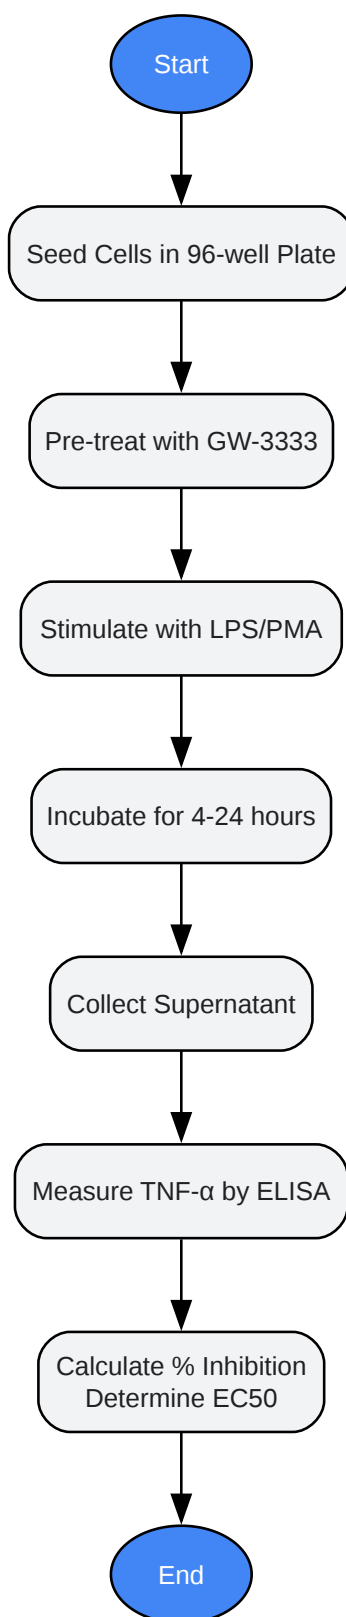 Start
Seed Cells in 96-well Plate
Pre-treat with GW-3333
Stimulate with LPS/PMA
Incubate for 4-24 hours
Collect Supernatant
Measure TNF-α by ELISA
Calculate % Inhibition
Determine EC50
End